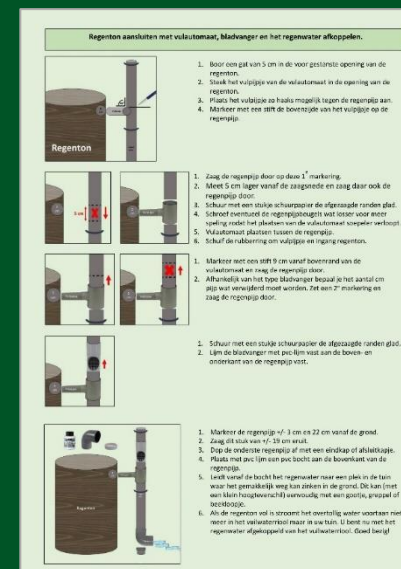 Regenton aansluiten met vulautomaat, bladvanger en het regenwater afkoppelen.
Regenton
1. Boor een gat van 5 cm in de voor gestanste opening van de
regenton.
2. Steek het vulpijpje van de vulautomaat in de opening van de
regenton.
3. Plaats het vulpijpje zo haaks mogelijk tegen de regenpijp aan.
4. Markeer met een stift de bovenzijde van het vulpijpje op de
regenpijp.
5 cm
1. Zaag de regenpijp door op deze 1e markering.
2. Meet 5 cm lager vanaf de zaagsnede en zaag daar ook de
regenpijp door.
3. Schuur met een stukje schuurpapier de afgezaagde randen glad.
4. Schroef eventueel de regenpijpbeugels wat losser voor meer
speling zodat het plaatsen van de vulautomaat soepeler verloopt.
5. Vulautomaat plaatsen tussen de regenpijp.
6. Schuif de rubberring om vulpijpje en ingang regenton.
1. Markeer met een stift 9 cm vanaf bovenrand van de
vulautomaat en zaag de regenpijp door.
2. Afhankelijk van het type bladvanger bepaal je het aantal cm
pijp wat verwijderd moet worden. Zet een 2e markering en
zaag de regenpijp door.
1. Schuur met een stukje schuurpapier de afgezaagde randen glad.
2. Lijm de bladvanger met pvc-lijm vast aan de boven- en
onderkant van de regenpijp vast.
Regenton
1. Markeer de regenpijp +/- 3 cm en 22 cm vanaf de grond.
2. Zaag dit stuk van +/- 19 cm eruit.
3. Dop de onderste regenpijp af met een eindkap of afsluitkapje.
4. Plaats met pvc lijm een pvc bocht aan de bovenkant van de
regenpijp.
5. Leidt vanaf de bocht het regenwater naar een plek in de tuin
waar het gemakkelijk weg kan zinken in de grond. Dit kan (met
een klein hoogteverschil) eenvoudig met een gootje, greppel of
beekloopje.
6. Als de regenton vol is stroomt het overtollig water voortaan niet
meer in het vuilwaterriool maar in uw tuin. U bent nu met het
regenwater afgekoppeld van het vuilwaterriool. Goed bezig!